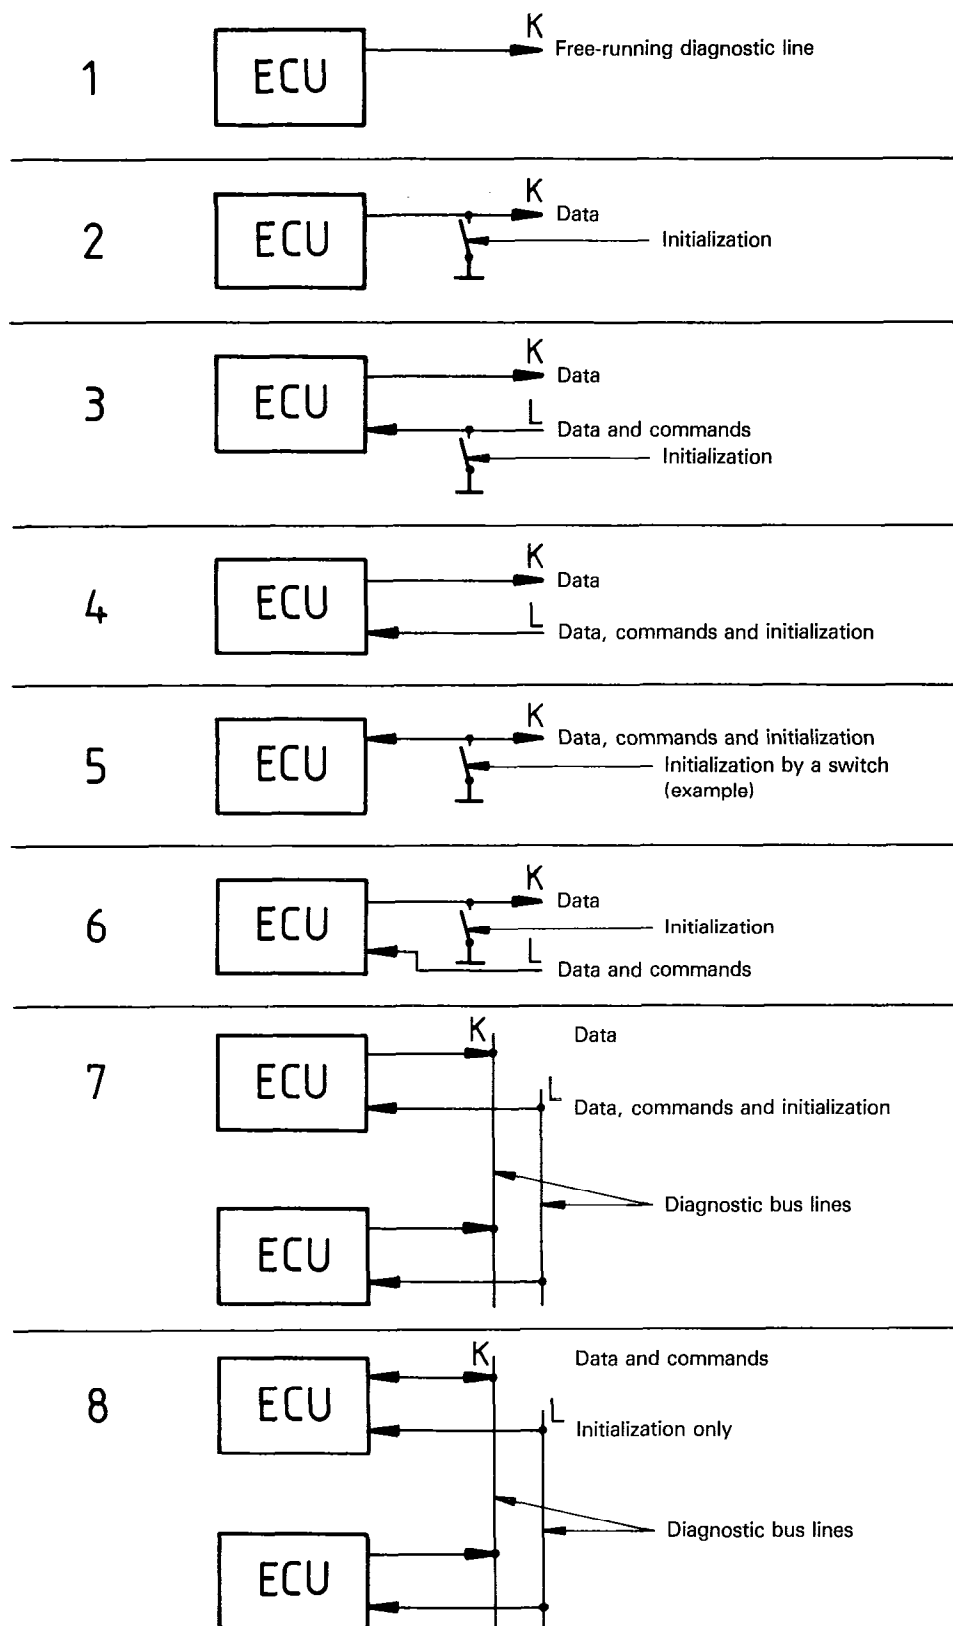 K
Free-running diagnostic line
1
ECU
K
Data
2
ECU
Initialization
K
Data
3
ECU
L
Data and commands
Initialization
K
Data
4
ECU
L
Data, commands and initialization
K
Data, commands and initialization
5
ECU
Initialization by a switch
(example)
K
Data
6
ECU
Initialization
L
Data and commands
K
Data
7
ECU
L
Data, commands and initialization
Diagnostic bus lines
ECU
K
Data and commands
8
ECU
L
Initialization only
Diagnostic bus lines
ECU